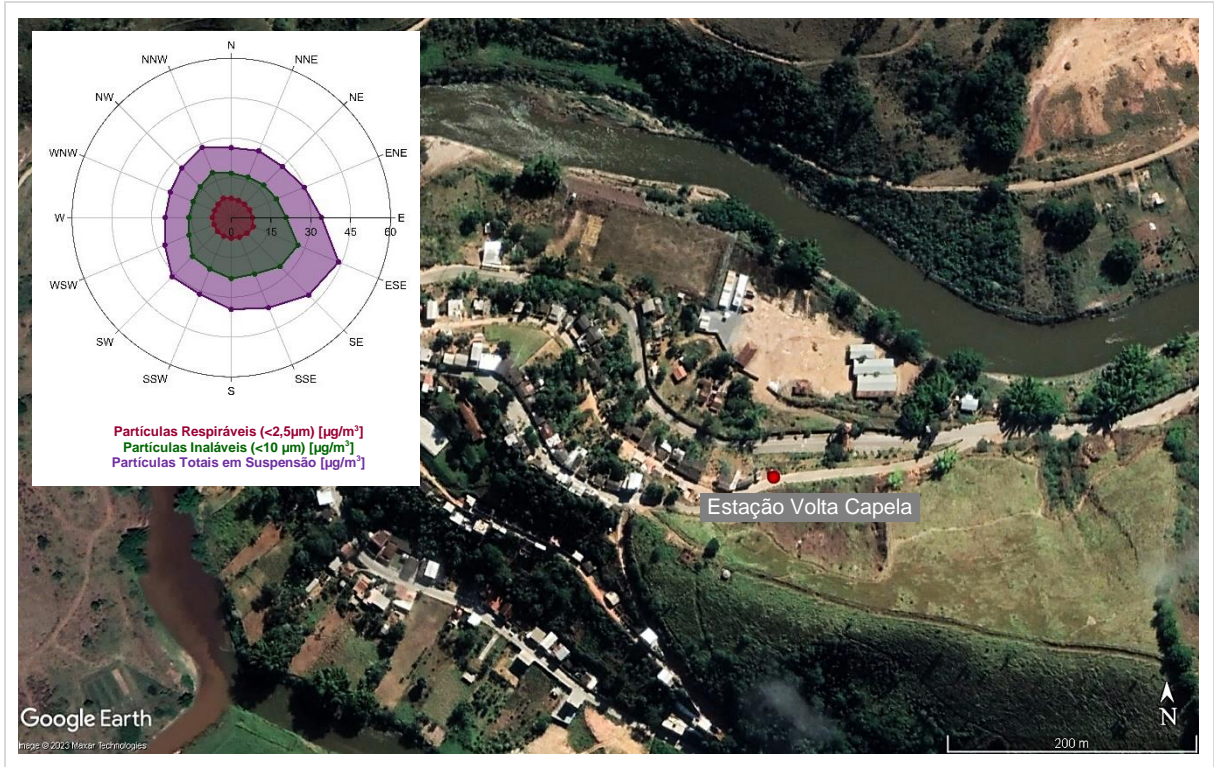 N
NNW NNE
NW NE
WNW ENE
W 0 15 30 45 60 E
WSW ESE
SW SE
SSW SSE
S
Partículas Respiráveis (<2,5µm) [µg/m³]
Partículas Inaláveis (<10 µm) [µg/m³]
Partículas Totais em Suspensão [µg/m³]
Estação Volta Capela
Google Earth
Image © 2023 Maxar Technologies
N
200 m